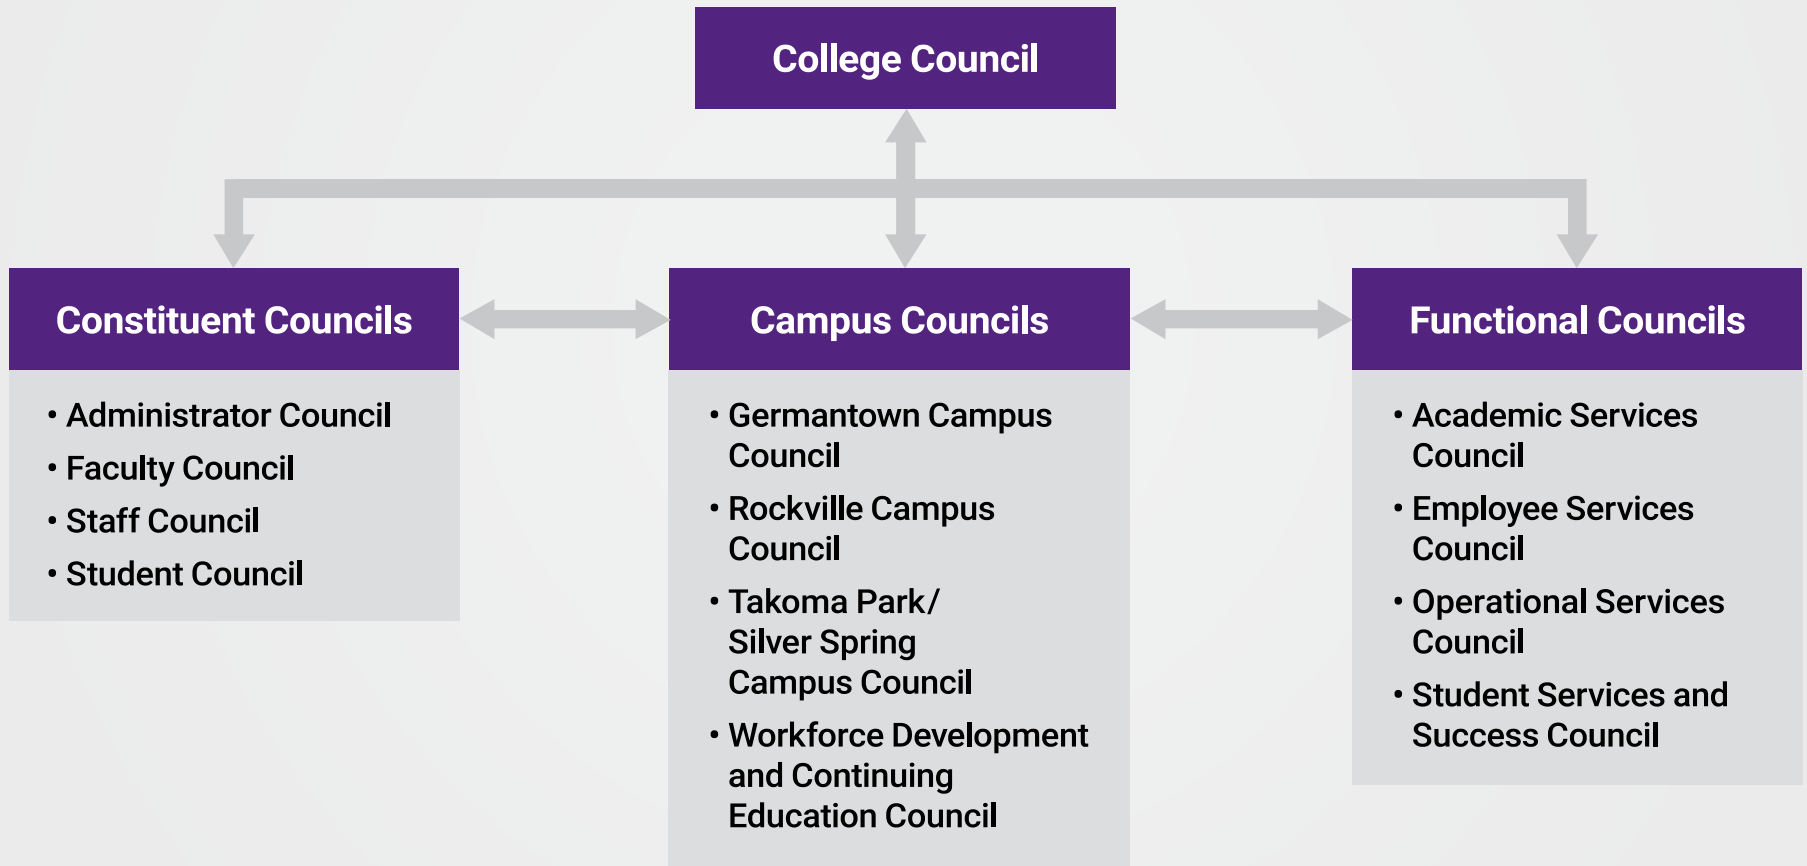 College Council
Constituent Councils
• Administrator Council
• Faculty Council
• Staff Council
• Student Council
Campus Councils
• Germantown Campus
Council
• Rockville Campus
Council
• Takoma Park/
Silver Spring
Campus Council
• Workforce Development
and Continuing
Education Council
Functional Councils
• Academic Services
Council
• Employee Services
Council
• Operational Services
Council
• Student Services and
Success Council